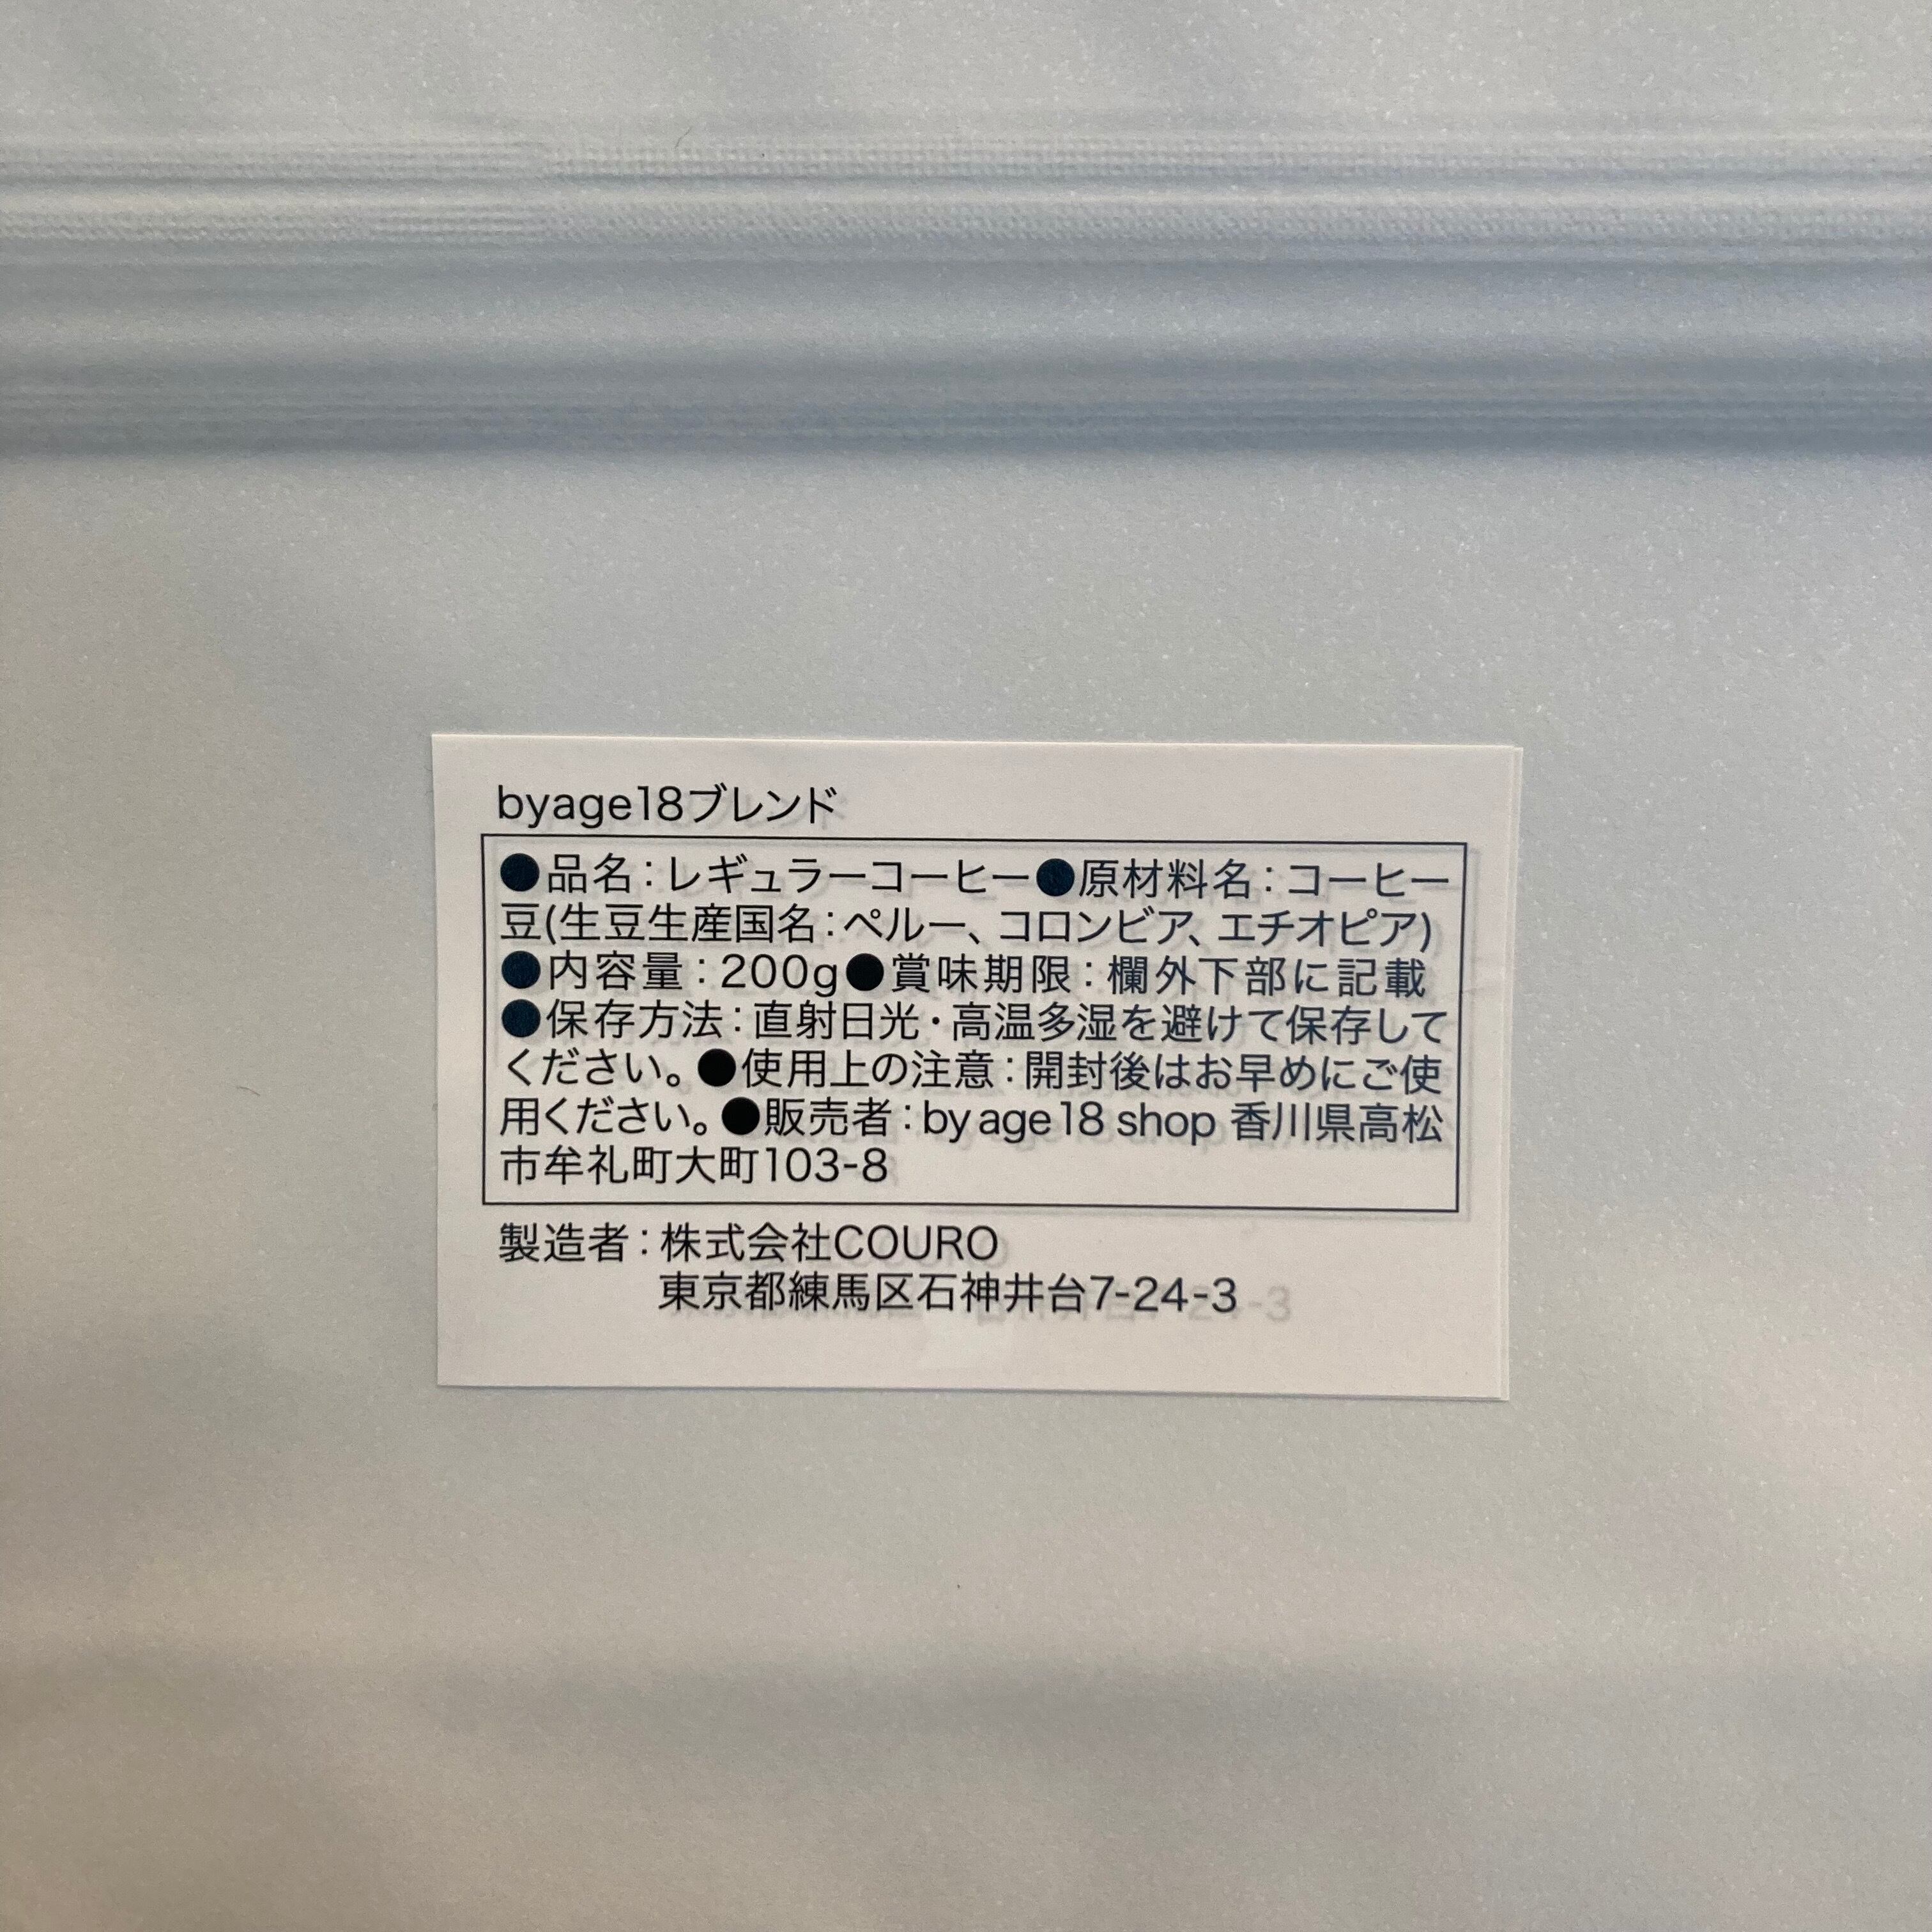 byage18ブレンド
●品名：レギュラーコーヒー●原材料名：コーヒー
豆(生豆生産国名：ペルー、コロンビア、エチオピア)
●内容量：200g●賞味期限：欄外下部に記載
●保存方法：直射日光・高温多湿を避けて保存して
ください。●使用上の注意：開封後はお早めにご使
用ください。●販売者：by age18 shop 香川県高松
市牟礼町大町103-8
製造者：株式会社COURO
東京都練馬区石神井台7-24-3